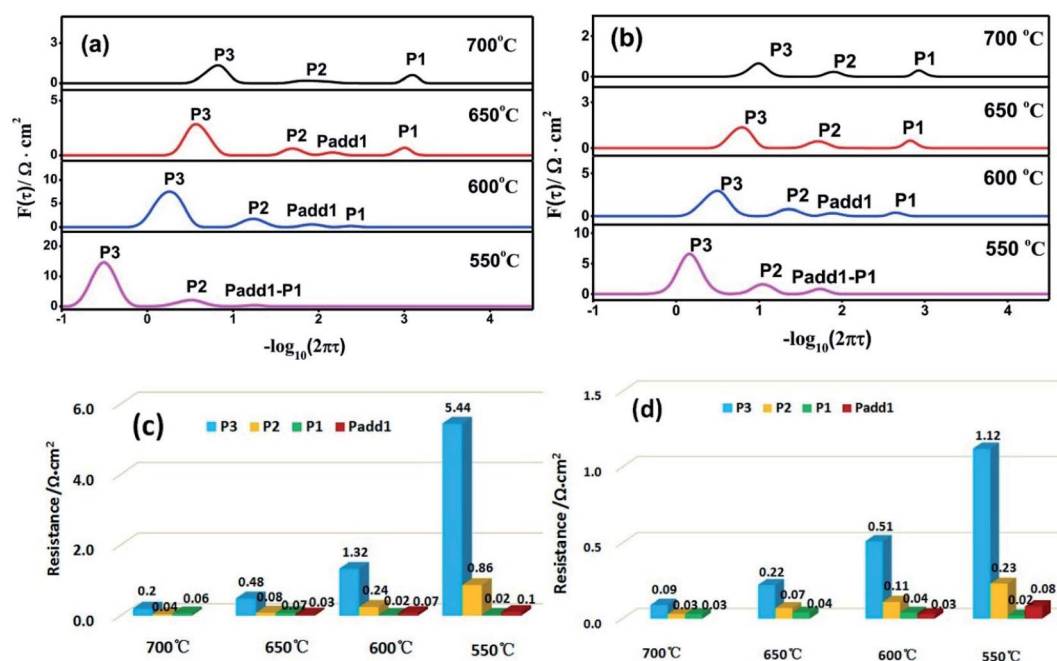 (a)
F(τ)/ Ω · cm²
3
0
P3
P2
P1
700°C
5
0
P3
P2
Padd1
P1
650°C
10
5
0
P3
P2
Padd1
P1
600°C
20
10
0
P3
P2
Padd1-P1
550°C
-1 0 1 2 3 4
-log₁₀(2πτ)
(b)
F(τ)/ Ω · cm²
2
0
P3
P2
P1
700 °C
3
0
P3
P2
P1
650 °C
5
0
P3
P2
Padd1
P1
600 °C
10
5
0
P3
P2
Padd1-P1
550 °C
-1 0 1 2 3 4
-log₁₀(2πτ)
(c)
Resistance /Ω•cm²
6.0
4.0
2.0
0.0
P3 P2 P1 Padd1
0.2 0.04 0.06
0.48 0.08 0.07 0.03
1.32 0.24 0.02 0.07
5.44 0.86 0.02 0.1
700℃ 650℃ 600℃ 550℃
(d)
Resistance /Ω•cm²
1.5
1.0
0.5
0.0
P3 P2 P1 Padd1
0.09 0.03 0.03
0.22 0.07 0.04
0.51 0.11 0.04 0.03
1.12 0.23 0.02 0.08
700℃ 650℃ 600℃ 550℃